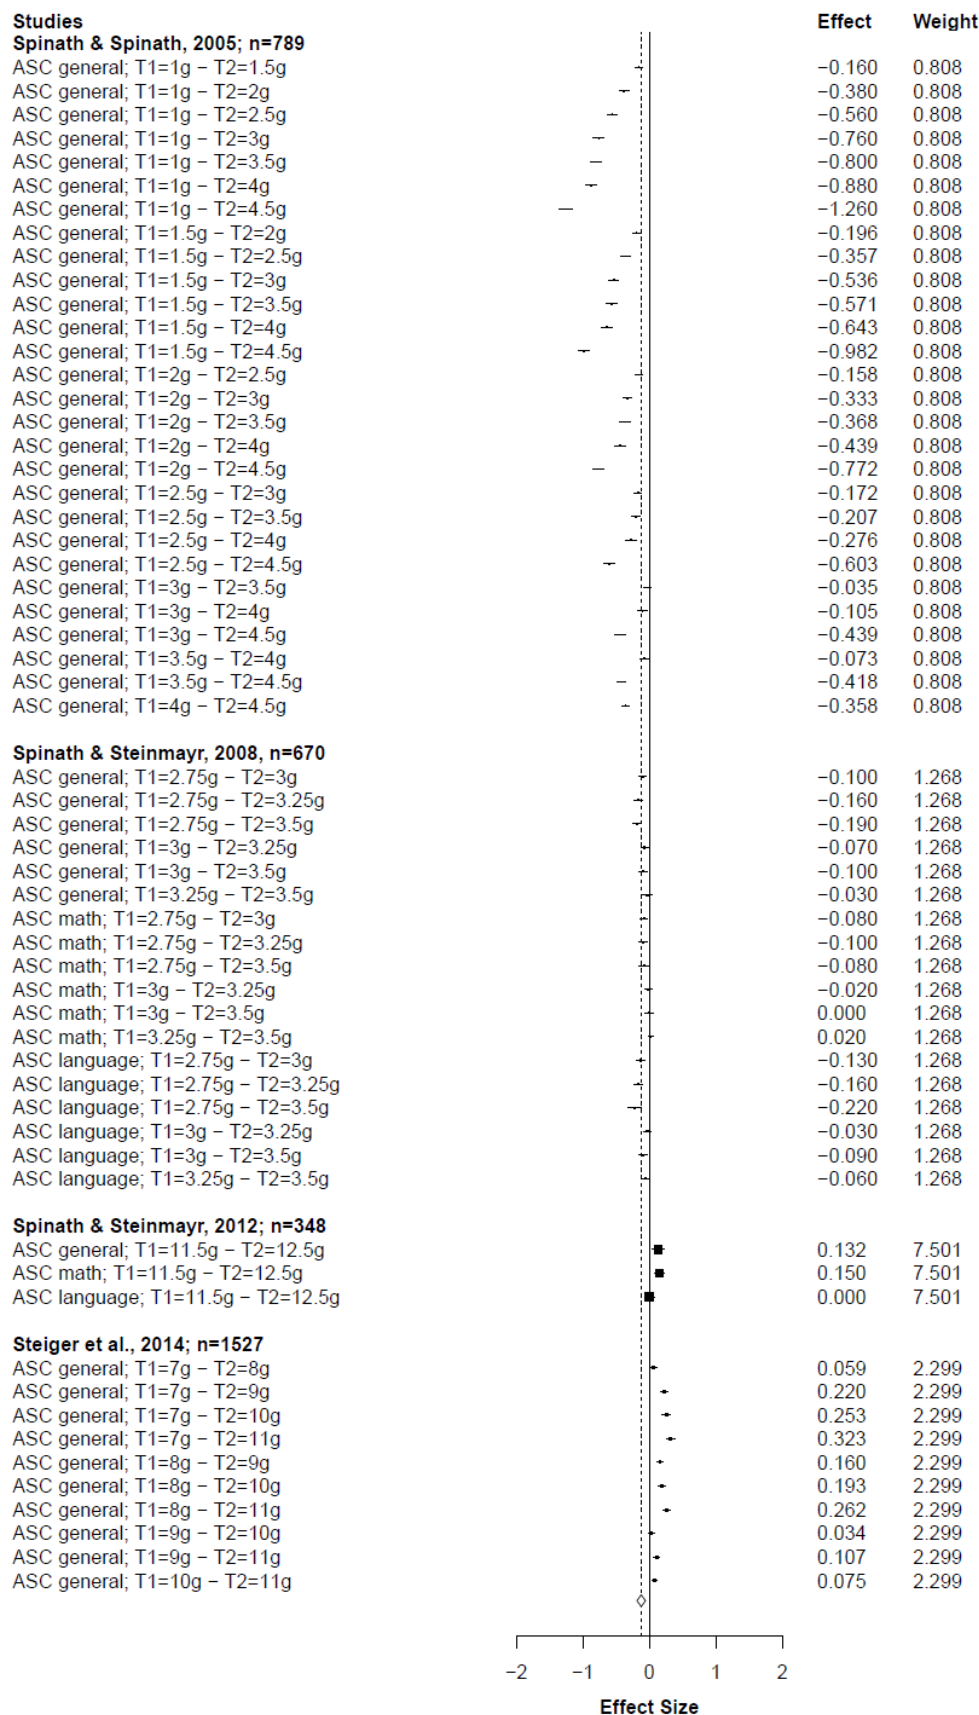 Studies Effect Weight
Spinath & Spinath, 2005; n=789
ASC general; T1=1g − T2=1.5g −0.160 0.808
ASC general; T1=1g − T2=2g −0.380 0.808
ASC general; T1=1g − T2=2.5g −0.560 0.808
ASC general; T1=1g − T2=3g −0.760 0.808
ASC general; T1=1g − T2=3.5g −0.800 0.808
ASC general; T1=1g − T2=4g −0.880 0.808
ASC general; T1=1g − T2=4.5g −1.260 0.808
ASC general; T1=1.5g − T2=2g −0.196 0.808
ASC general; T1=1.5g − T2=2.5g −0.357 0.808
ASC general; T1=1.5g − T2=3g −0.536 0.808
ASC general; T1=1.5g − T2=3.5g −0.571 0.808
ASC general; T1=1.5g − T2=4g −0.643 0.808
ASC general; T1=1.5g − T2=4.5g −0.982 0.808
ASC general; T1=2g − T2=2.5g −0.158 0.808
ASC general; T1=2g − T2=3g −0.333 0.808
ASC general; T1=2g − T2=3.5g −0.368 0.808
ASC general; T1=2g − T2=4g −0.439 0.808
ASC general; T1=2g − T2=4.5g −0.772 0.808
ASC general; T1=2.5g − T2=3g −0.172 0.808
ASC general; T1=2.5g − T2=3.5g −0.207 0.808
ASC general; T1=2.5g − T2=4g −0.276 0.808
ASC general; T1=2.5g − T2=4.5g −0.603 0.808
ASC general; T1=3g − T2=3.5g −0.035 0.808
ASC general; T1=3g − T2=4g −0.105 0.808
ASC general; T1=3g − T2=4.5g −0.439 0.808
ASC general; T1=3.5g − T2=4g −0.073 0.808
ASC general; T1=3.5g − T2=4.5g −0.418 0.808
ASC general; T1=4g − T2=4.5g −0.358 0.808
Spinath & Steinmayr, 2008, n=670
ASC general; T1=2.75g − T2=3g −0.100 1.268
ASC general; T1=2.75g − T2=3.25g −0.160 1.268
ASC general; T1=2.75g − T2=3.5g −0.190 1.268
ASC general; T1=3g − T2=3.25g −0.070 1.268
ASC general; T1=3g − T2=3.5g −0.100 1.268
ASC general; T1=3.25g − T2=3.5g −0.030 1.268
ASC math; T1=2.75g − T2=3g −0.080 1.268
ASC math; T1=2.75g − T2=3.25g −0.100 1.268
ASC math; T1=2.75g − T2=3.5g −0.080 1.268
ASC math; T1=3g − T2=3.25g −0.020 1.268
ASC math; T1=3g − T2=3.5g 0.000 1.268
ASC math; T1=3.25g − T2=3.5g 0.020 1.268
ASC language; T1=2.75g − T2=3g −0.130 1.268
ASC language; T1=2.75g − T2=3.25g −0.160 1.268
ASC language; T1=2.75g − T2=3.5g −0.220 1.268
ASC language; T1=3g − T2=3.25g −0.030 1.268
ASC language; T1=3g − T2=3.5g −0.090 1.268
ASC language; T1=3.25g − T2=3.5g −0.060 1.268
Spinath & Steinmayr, 2012; n=348
ASC general; T1=11.5g − T2=12.5g 0.132 7.501
ASC math; T1=11.5g − T2=12.5g 0.150 7.501
ASC language; T1=11.5g − T2=12.5g 0.000 7.501
Steiger et al., 2014; n=1527
ASC general; T1=7g − T2=8g 0.059 2.299
ASC general; T1=7g − T2=9g 0.220 2.299
ASC general; T1=7g − T2=10g 0.253 2.299
ASC general; T1=7g − T2=11g 0.323 2.299
ASC general; T1=8g − T2=9g 0.160 2.299
ASC general; T1=8g − T2=10g 0.193 2.299
ASC general; T1=8g − T2=11g 0.262 2.299
ASC general; T1=9g − T2=10g 0.034 2.299
ASC general; T1=9g − T2=11g 0.107 2.299
ASC general; T1=10g − T2=11g 0.075 2.299
−2 −1 0 1 2
Effect Size